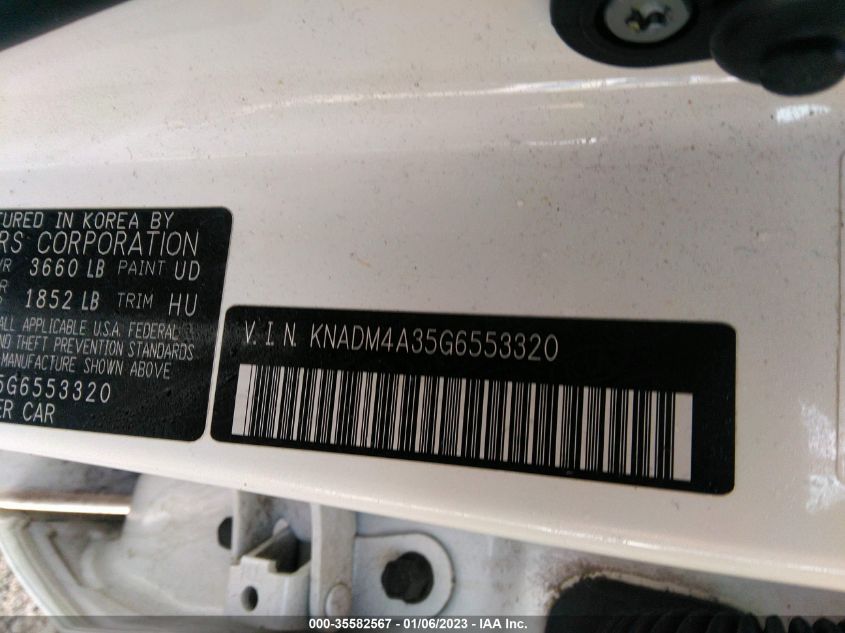 TURED IN KOREA BY
RS CORPORATION
3660 LB PAINT UD
1852 LB TRIM HU
ALL APPLICABLE U.S.A. FEDERAL
AND THEFT PREVENTION STANDARDS
MANUFACTURE SHOWN ABOVE
5G6553320
ER CAR
V.I.N. KNADM4A35G6553320
000-35582567 - 01/06/2023 - IAA Inc.